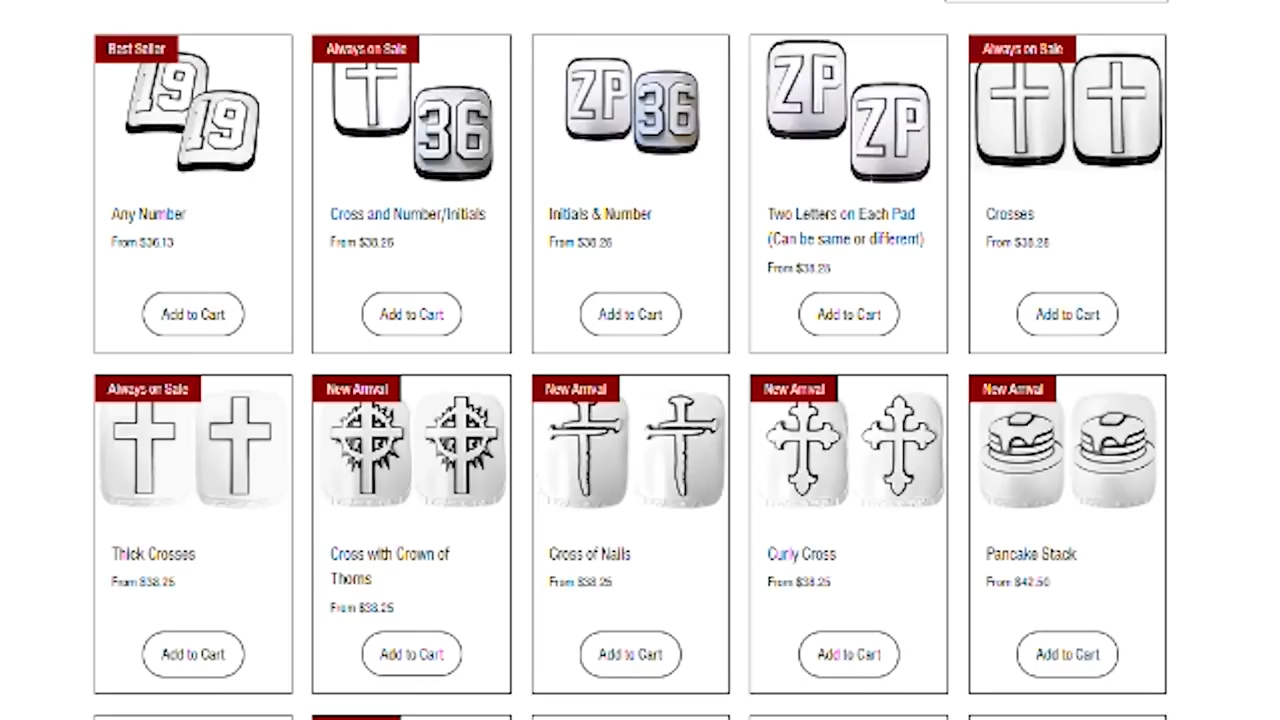 Best Seller
19
19
Any Number
From $36.13
Add to Cart
Always on Sale
36
Cross and Number/Initials
From $38.25
Add to Cart
ZP
36
Initials & Number
From $38.25
Add to Cart
ZP
ZP
Two Letters on Each Pad
(Can be same or different)
From $38.25
Add to Cart
Always on Sale
Crosses
From $38.25
Add to Cart
Always on Sale
Thick Crosses
From $38.25
Add to Cart
New Arrival
Cross with Crown of
Thorns
From $38.25
Add to Cart
New Arrival
Cross of Nails
From $38.25
Add to Cart
New Arrival
Curly Cross
From $38.25
Add to Cart
New Arrival
Pancake Stack
From $42.50
Add to Cart